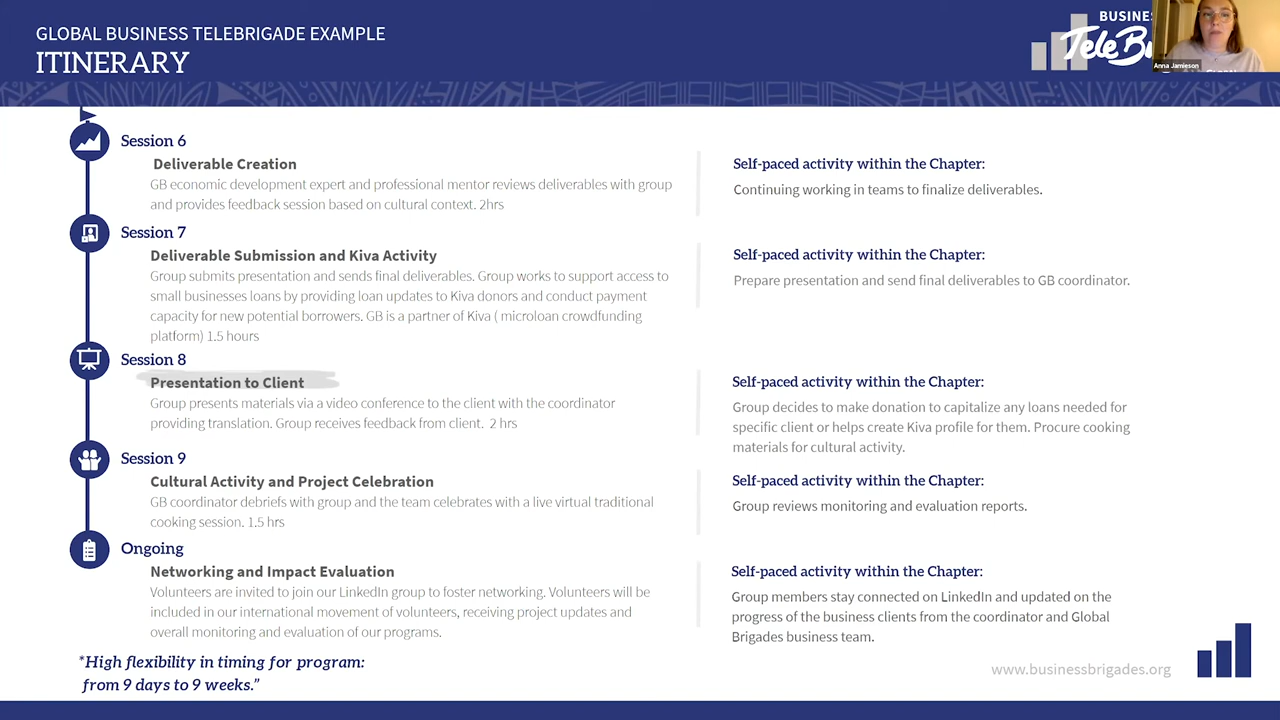 GLOBAL BUSINESS TELEBRIGADE EXAMPLE
ITINERARY
BUSINE
Tele
Anna Jamieson
Session 6
Deliverable Creation
GB economic development expert and professional mentor reviews deliverables with group
and provides feedback session based on cultural context. 2hrs
Self-paced activity within the Chapter:
Continuing working in teams to finalize deliverables.
Session 7
Deliverable Submission and Kiva Activity
Group submits presentation and sends final deliverables. Group works to support access to
small businesses loans by providing loan updates to Kiva donors and conduct payment
capacity for new potential borrowers. GB is a partner of Kiva ( microloan crowdfunding
platform) 1.5 hours
Self-paced activity within the Chapter:
Prepare presentation and send final deliverables to GB coordinator.
Session 8
Presentation to Client
Group presents materials via a video conference to the client with the coordinator
providing translation. Group receives feedback from client. 2 hrs
Self-paced activity within the Chapter:
Group decides to make donation to capitalize any loans needed for
specific client or helps create Kiva profile for them. Procure cooking
materials for cultural activity.
Session 9
Cultural Activity and Project Celebration
GB coordinator debriefs with group and the team celebrates with a live virtual traditional
cooking session. 1.5 hrs
Self-paced activity within the Chapter:
Group reviews monitoring and evaluation reports.
Ongoing
Networking and Impact Evaluation
Volunteers are invited to join our LinkedIn group to foster networking. Volunteers will be
included in our international movement of volunteers, receiving project updates and
overall monitoring and evaluation of our programs.
Self-paced activity within the Chapter:
Group members stay connected on LinkedIn and updated on the
progress of the business clients from the coordinator and Global
Brigades business team.
*High flexibility in timing for program:
from 9 days to 9 weeks."
www.businessbrigades.org